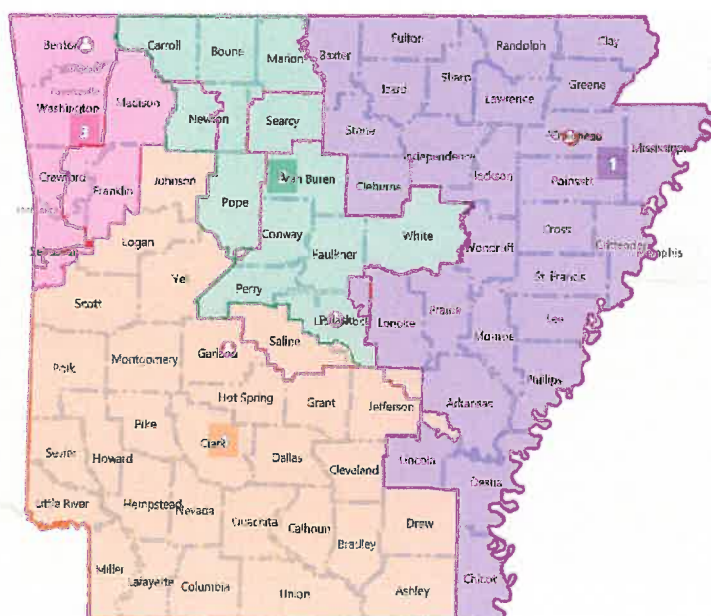 Benton
Carroll
Boone
Marion
Baxter
Fulton
Randolph
Clay
Washington
Madison
Newton
Searcy
Izard
Sharp
Lawrence
Greene
3
Stone
Independence
Craighead
Mississippi
1
Crawford
Franklin
Johnson
Pope
Van Buren
Cleburne
Jackson
Poinsett
Logan
Conway
Faulkner
White
Woodruff
Cross
Crittenden
Memphis
Yell
Perry
St. Francis
Scott
Pulaski
Lonoke
Prairie
Monroe
Lee
Polk
Montgomery
Garland
Saline
Phillips
Hot Spring
Grant
Jefferson
Arkansas
Pike
Clark
Dallas
Cleveland
Lincoln
Desha
Sevier
Howard
Little River
Hempstead
Nevada
Ouachita
Calhoun
Bradley
Drew
Miller
Lafayette
Columbia
Union
Ashley
Chicot